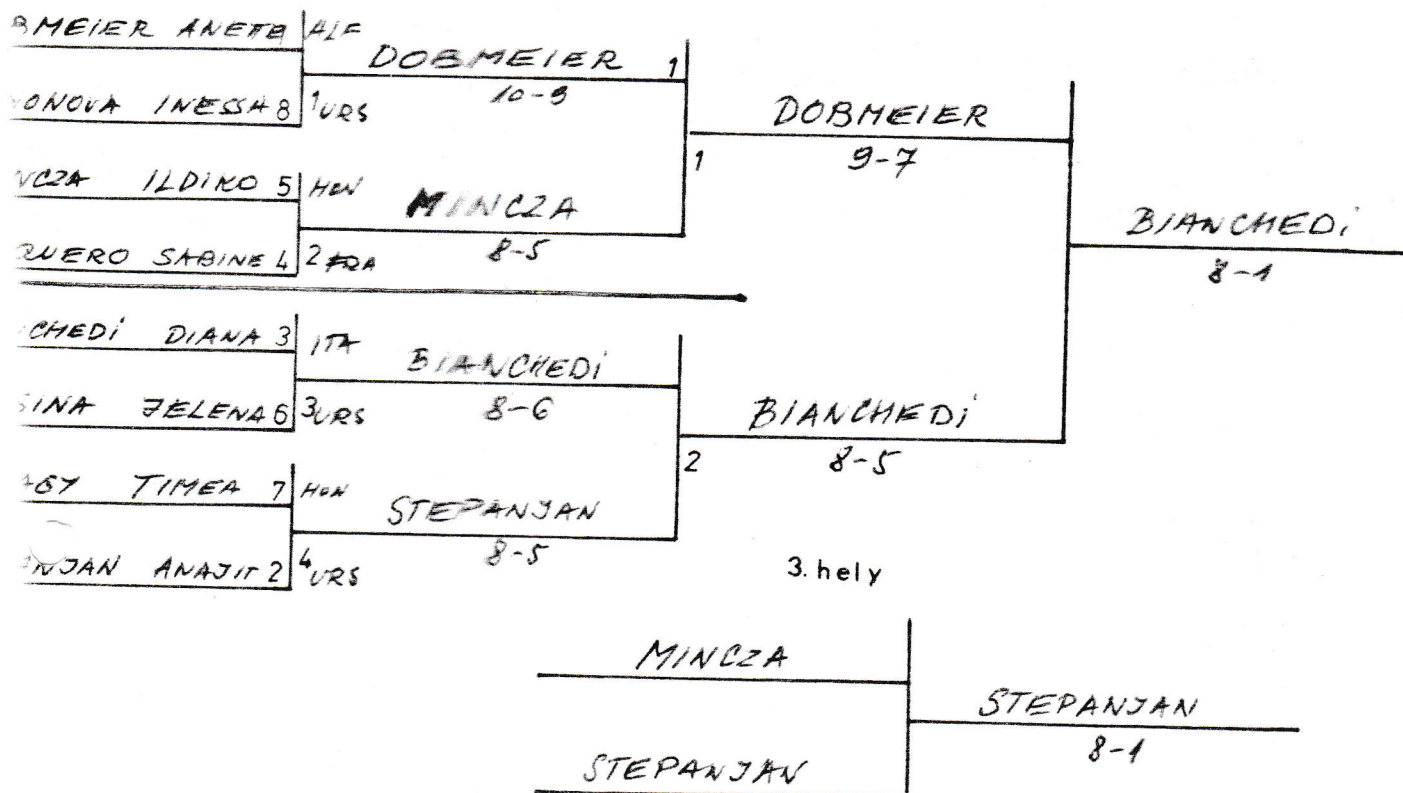 BMEIER ANETTE ALF
DOBMEIER 1
10-9
ONOVA INESSA 8 1 URS
DOBMEIER
9-7
1
NCZA ILDIKO 5 HUN
MINCZA
8-5
RUERO SABINE 4 2 FRA
BIANCHEDI
8-1
CHEDI DIANA 3 ITA
BIANCHEDI
8-6
SINA JELENA 6 3 URS
BIANCHEDI
8-5
2
AGY TIMEA 7 HUN
STEPANJAN
8-5
ANJAN ANAJIT 2 4 URS
3. hely
MINCZA
STEPANJAN
8-1
STEPANJAN